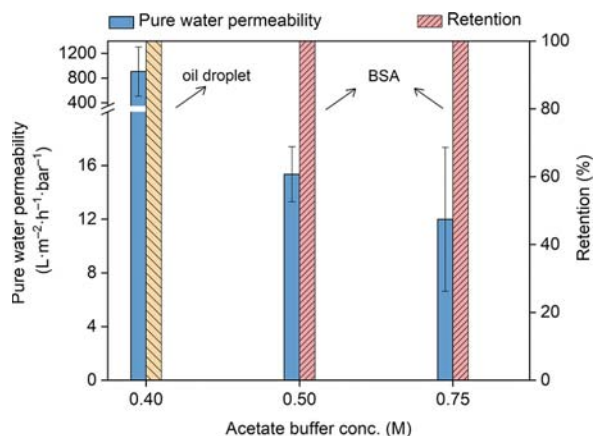 Pure water permeability
Retention
1200
800
400
16
12
8
4
0
Pure water permeability
(L·m⁻²·h⁻¹·bar⁻¹)
oil droplet
BSA
100
80
60
40
20
0
Retention (%)
0.40
0.50
0.75
Acetate buffer conc. (M)